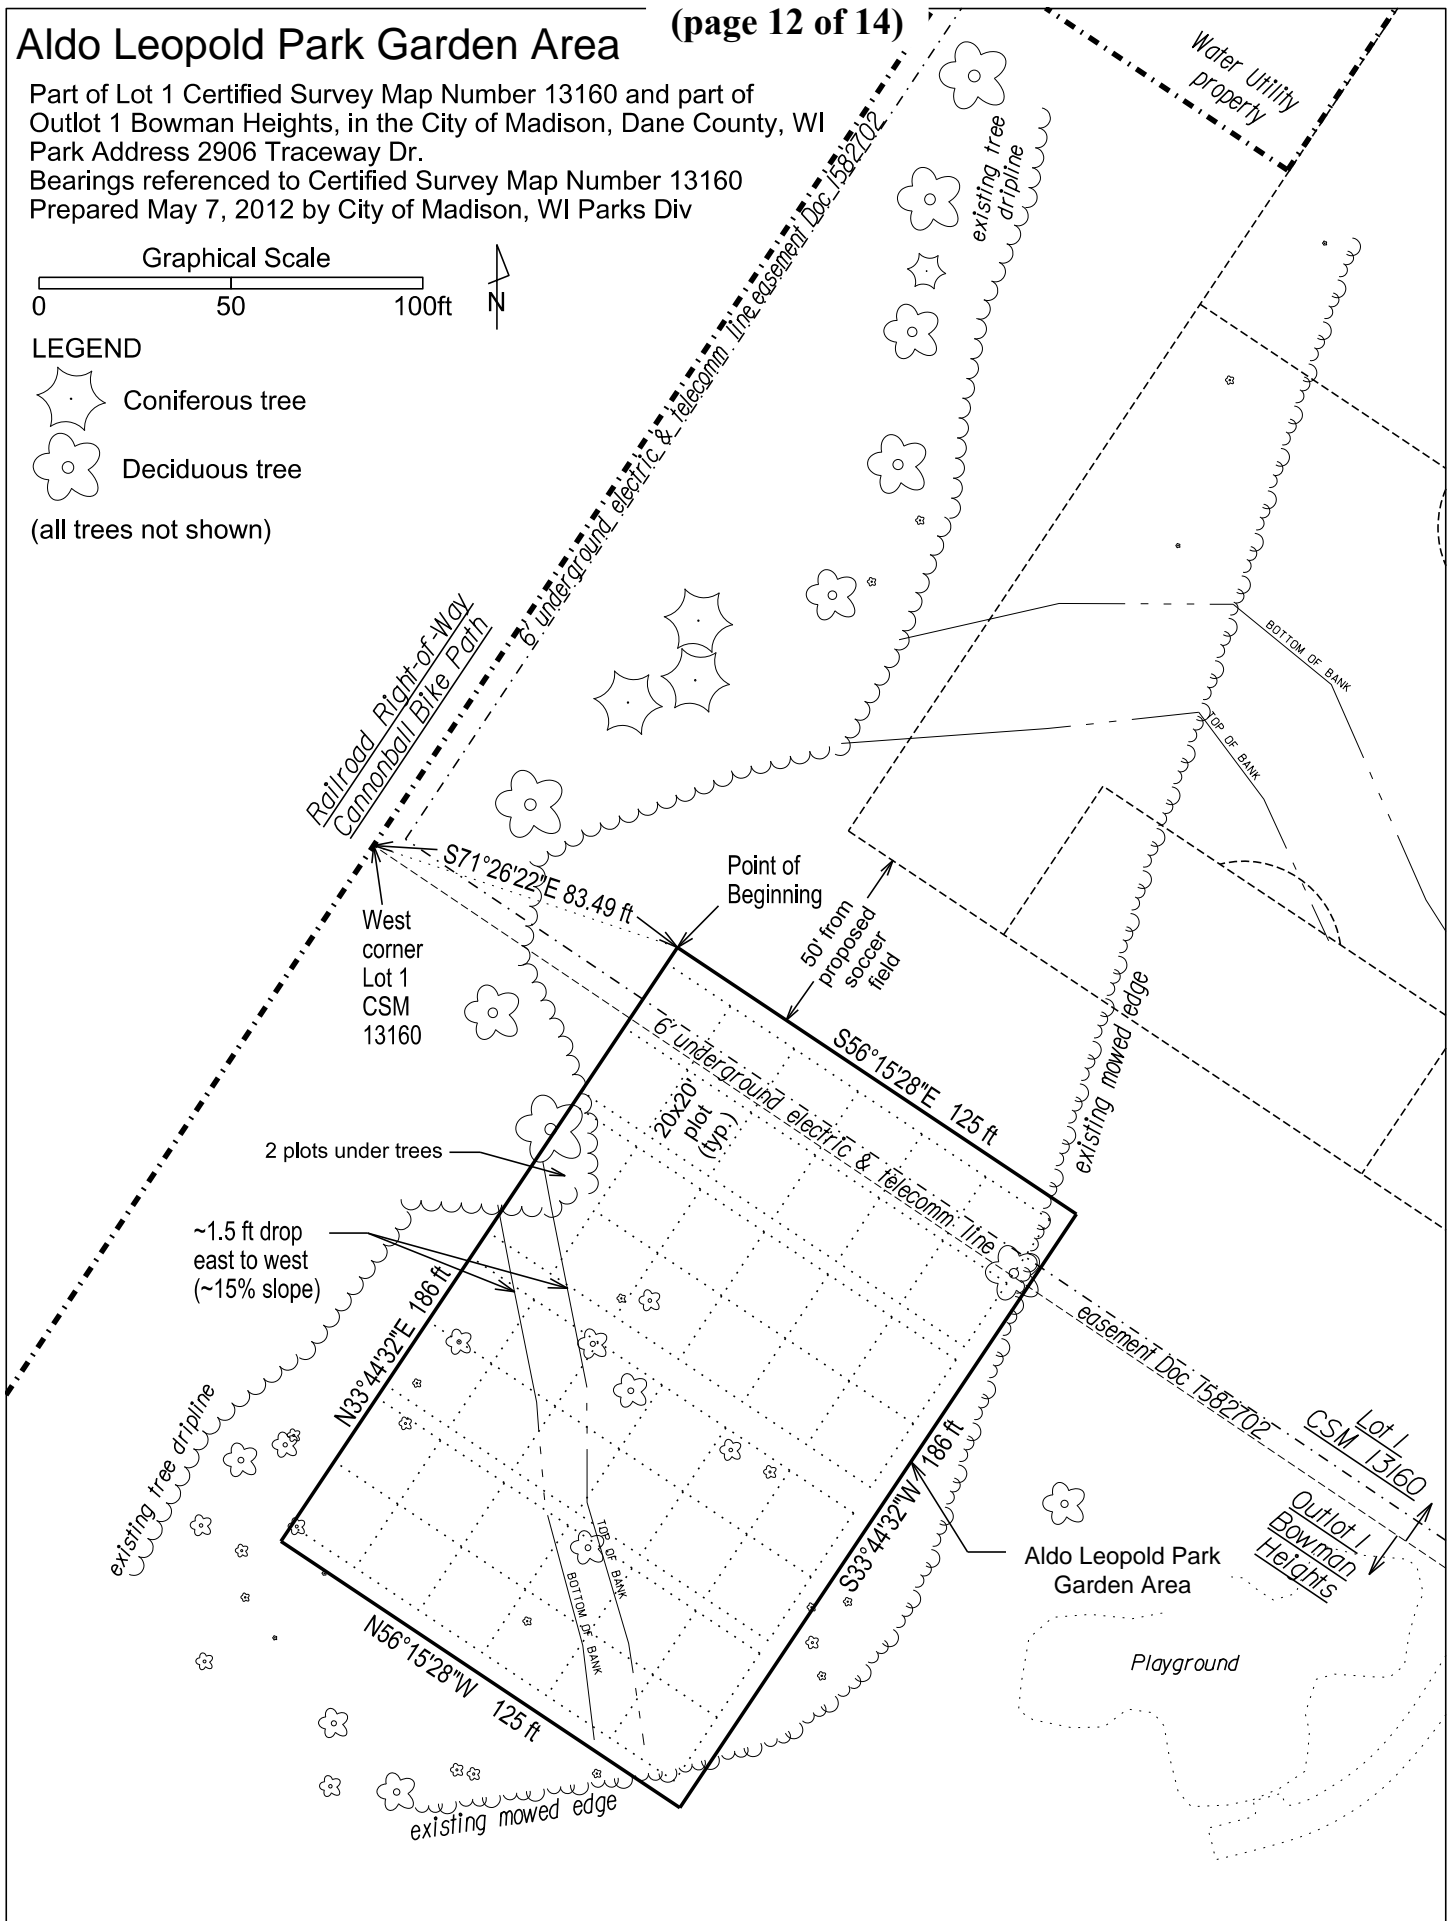 (page 12 of 14)
Aldo Leopold Park Garden Area
Part of Lot 1 Certified Survey Map Number 13160 and part of
Outlot 1 Bowman Heights, in the City of Madison, Dane County, WI
Park Address 2906 Traceway Dr.
Bearings referenced to Certified Survey Map Number 13160
Prepared May 7, 2012 by City of Madison, WI Parks Div
Graphical Scale
0 50 100ft
N
LEGEND
Coniferous tree
Deciduous tree
(all trees not shown)
Water Utility
property
existing tree
dripline
6' underground electric & telecomm line easement Doc 1582702
Railroad Right-of-Way
Cannonball Bike Path
BOTTOM OF BANK
TOP OF BANK
S71°26'22"E 83.49 ft
Point of
Beginning
West
corner
Lot 1
CSM
13160
50' from
proposed
soccer
field
existing mowed edge
S56°15'28"E 125 ft
6' underground electric & telecomm line
easement Doc 1582702
20x20'
plot
(typ.)
2 plots under trees
~1.5 ft drop
east to west
(~15% slope)
N33°44'32"E 186 ft
existing tree dripline
S33°44'32"W 186 ft
Lot 1
CSM 13160
Outlot 1
Bowman
Heights
Aldo Leopold Park
Garden Area
TOP OF BANK
BOTTOM OF BANK
N56°15'28"W 125 ft
Playground
existing mowed edge